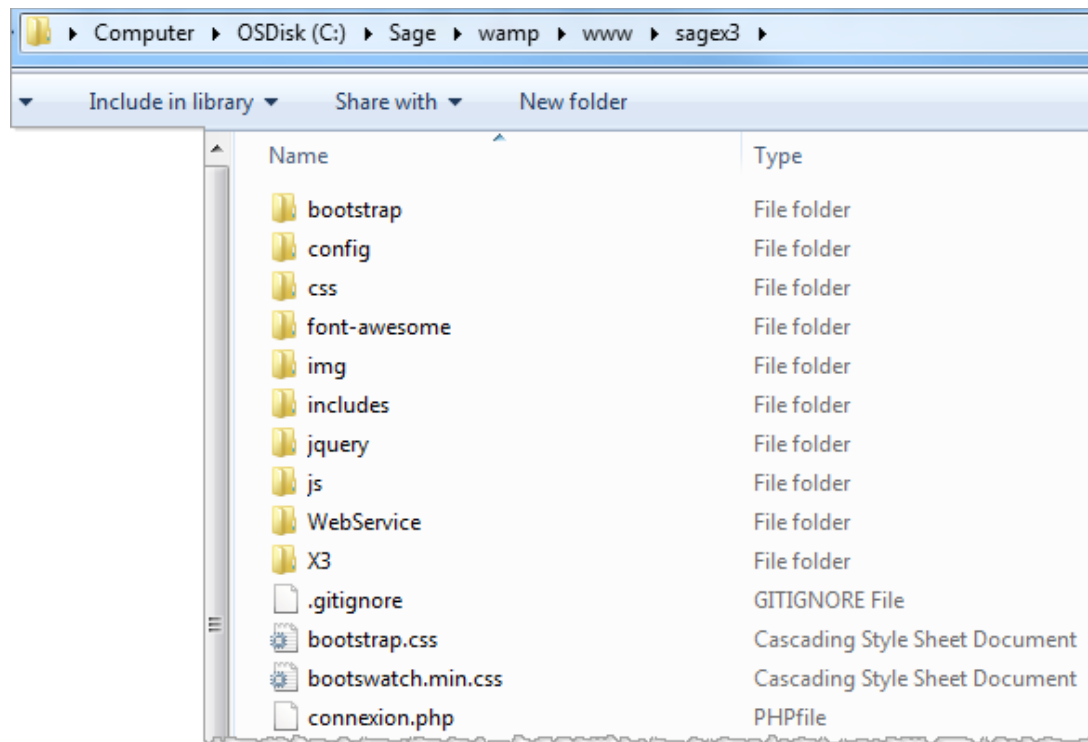 Computer OSDisk (C:) Sage wamp www sagex3
Include in library Share with New folder
Name Type
bootstrap File folder
config File folder
css File folder
font-awesome File folder
img File folder
includes File folder
jquery File folder
js File folder
WebService File folder
X3 File folder
.gitignore GITIGNORE File
bootstrap.css Cascading Style Sheet Document
bootswatch.min.css Cascading Style Sheet Document
connexion.php PHPfile